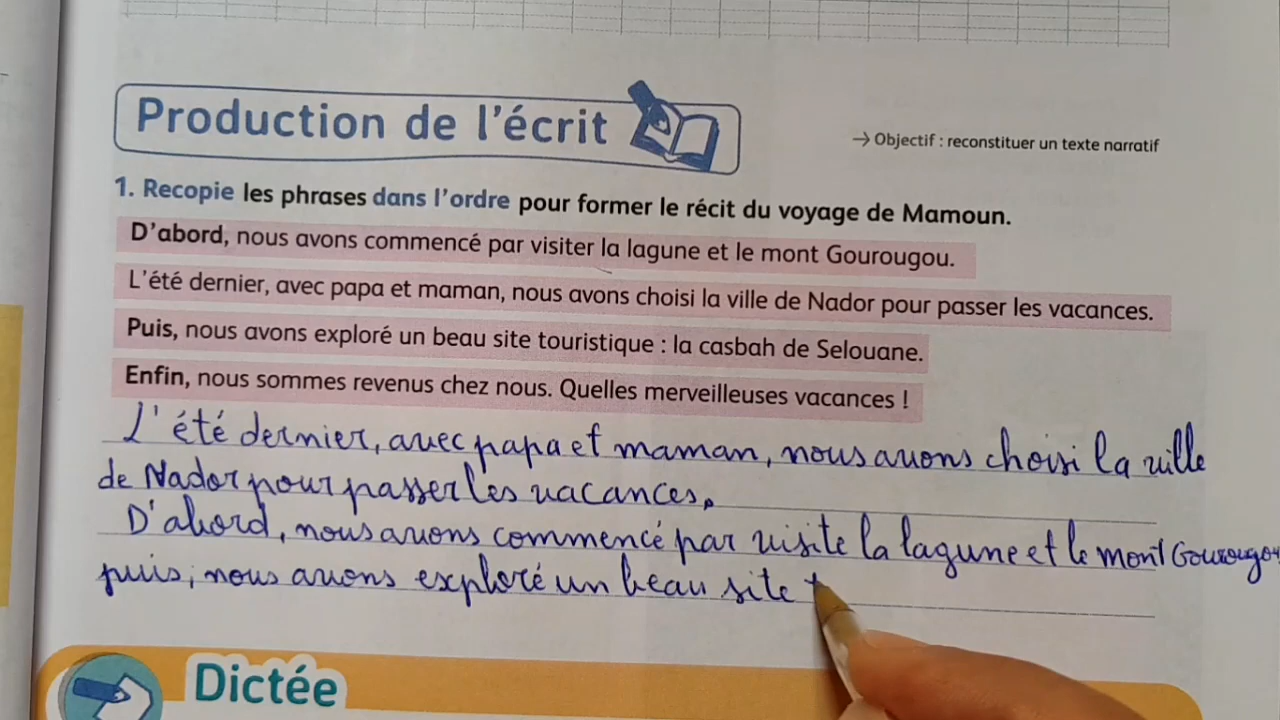 Production de l'écrit
→ Objectif : reconstituer un texte narratif
1. Recopie les phrases dans l'ordre pour former le récit du voyage de Mamoun.
D'abord, nous avons commencé par visiter la lagune et le mont Gourougou.
L'été dernier, avec papa et maman, nous avons choisi la ville de Nador pour passer les vacances.
Puis, nous avons exploré un beau site touristique : la casbah de Selouane.
Enfin, nous sommes revenus chez nous. Quelles merveilleuses vacances !
L'été dernier, avec papa et maman, nous avons choisi la ville
de Nador pour passer les vacances.
D'abord, nous avons commencé par visite la lagune et le mont Gourougou
puis, nous avons exploré un beau site t
Dictée